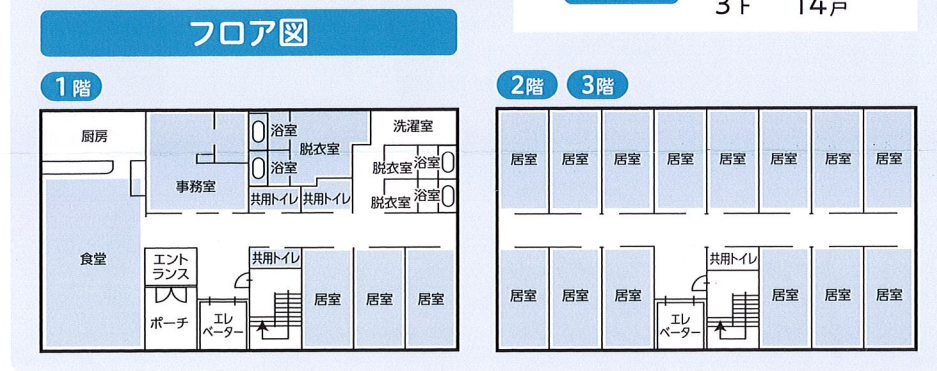 3F 14戸
フロア図
1階
厨房
事務室
浴室
浴室
脱衣室
洗濯室
脱衣室
浴室
脱衣室
浴室
共用トイレ
共用トイレ
食堂
エント
ランス
ポーチ
エレ
ベーター
共用トイレ
居室
居室
居室
2階
3階
居室
居室
居室
居室
居室
居室
居室
居室
居室
居室
居室
エレ
ベーター
共用トイレ
居室
居室
居室